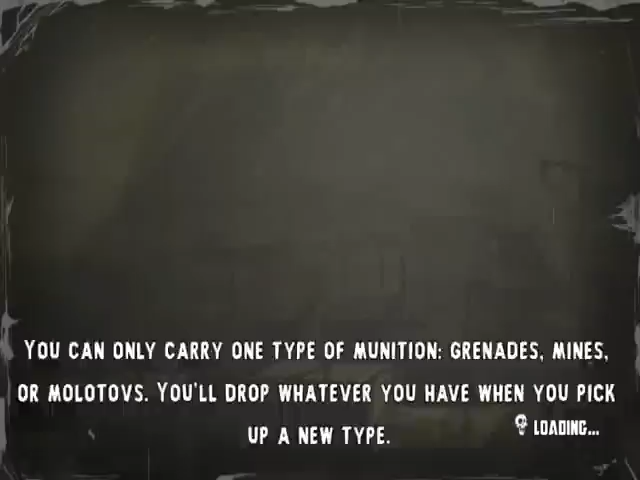 You can only carry one type of munition: grenades, mines,
or molotovs. You'll drop whatever you have when you pick
up a new type.
loading...